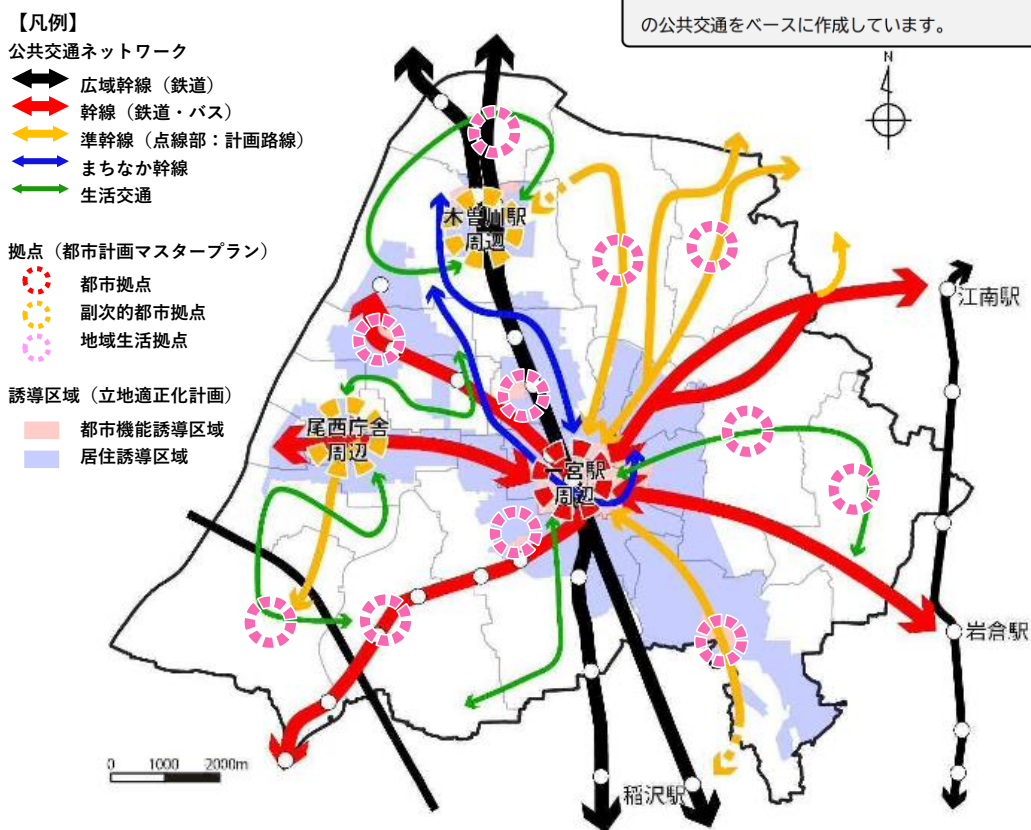 の公共交通をベースに作成しています。
【凡例】
公共交通ネットワーク
広域幹線（鉄道）
幹線（鉄道・バス）
準幹線（点線部：計画路線）
まちなか幹線
生活交通
拠点（都市計画マスタープラン）
都市拠点
副次的都市拠点
地域生活拠点
誘導区域（立地適正化計画）
都市機能誘導区域
居住誘導区域
N
木曽川駅
周辺
江南駅
尾西庁舎
周辺
一宮駅
周辺
岩倉駅
稲沢駅
0 1000 2000m